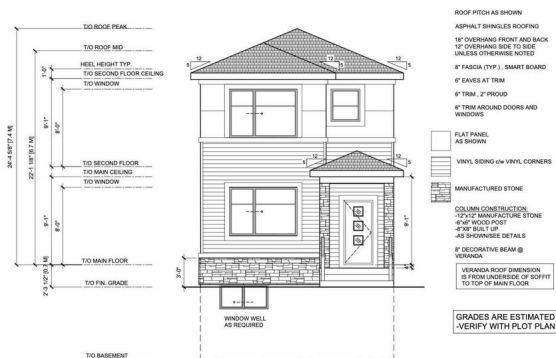 T/O ROOF PEAK
T/O ROOF MID
HEEL HEIGHT TYP.
T/O SECOND FLOOR CEILING
T/O WINDOW
T/O SECOND FLOOR
T/O MAIN CEILING
T/O WINDOW
T/O MAIN FLOOR
T/O FIN. GRADE
T/O BASEMENT
24'-4 5/8" [7.4 M]
22'-1 1/8" [6.7 M]
1'-0"
9'-1"
8'-0"
9'-1"
8'-0"
2'-3 1/2" [0.7 M]
12
5
12
5
12
5
12
5
9'-1"
3'-0"
WINDOW WELL
AS REQUIRED
ROOF PITCH AS SHOWN
ASPHALT SHINGLES ROOFING
18" OVERHANG FRONT AND BACK
12" OVERHANG SIDE TO SIDE
UNLESS OTHERWISE NOTED
8" FASCIA (TYP.) , SMART BOARD
6" EAVES AT TRIM
6" TRIM , 2" PROUD
6" TRIM AROUND DOORS AND
WINDOWS
FLAT PANEL
AS SHOWN
VINYL SIDING c/w VINYL CORNERS
MANUFACTURED STONE
COLUMN CONSTRUCTION:
-12"x12" MANUFACTURE STONE
-6"x6" WOOD POST
-8"X8" BUILT UP
-AS SHOWN/SEE DETAILS
8" DECORATIVE BEAM @
VERANDA
VERANDA ROOF DIMENSION
IS FROM UNDERSIDE OF SOFFIT
TO TOP OF MAIN FLOOR
GRADES ARE ESTIMATED
-VERIFY WITH PLOT PLAN